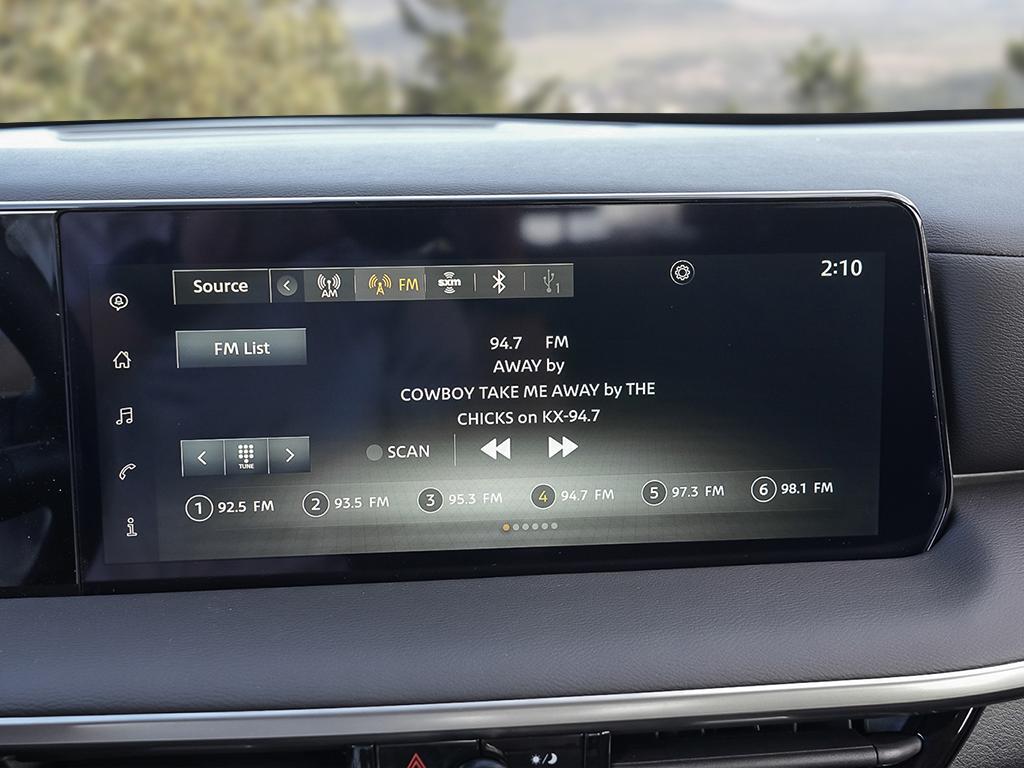 Source AM FM sxm 1 2:10
FM List
94.7 FM
AWAY by
COWBOY TAKE ME AWAY by THE
CHICKS on KX-94.7
TUNE SCAN
1 92.5 FM 2 93.5 FM 3 95.3 FM 4 94.7 FM 5 97.3 FM 6 98.1 FM